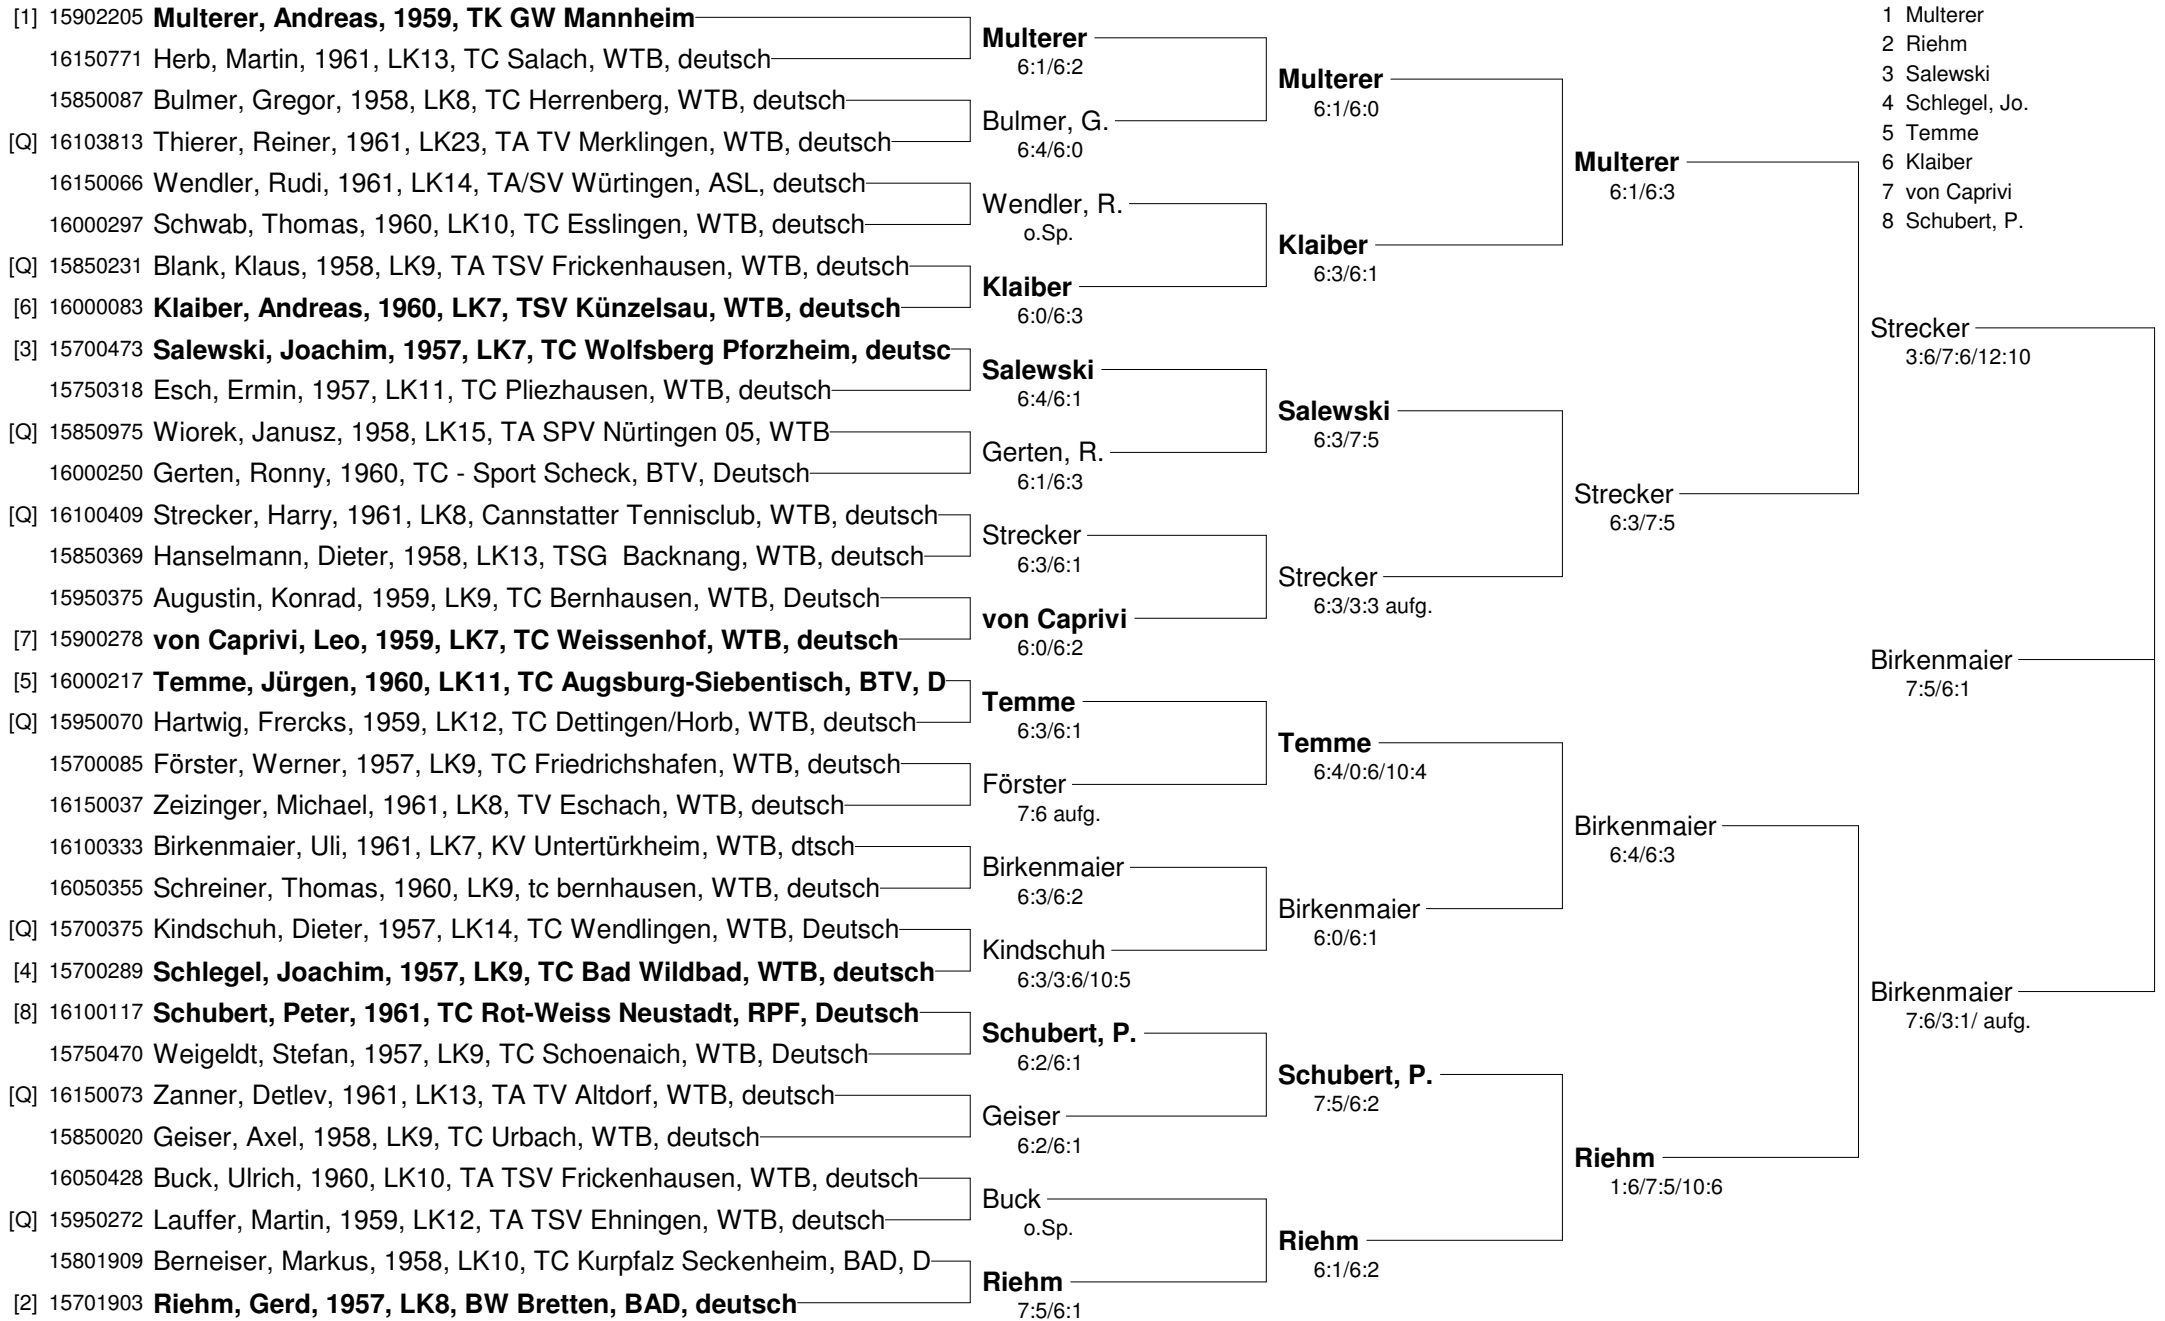 [1] 15902205 Multerer, Andreas, 1959, TK GW Mannheim
16150771 Herb, Martin, 1961, LK13, TC Salach, WTB, deutsch
15850087 Bulmer, Gregor, 1958, LK8, TC Herrenberg, WTB, deutsch
[Q] 16103813 Thierer, Reiner, 1961, LK23, TA TV Merklingen, WTB, deutsch
16150066 Wendler, Rudi, 1961, LK14, TA/SV Würtingen, ASL, deutsch
16000297 Schwab, Thomas, 1960, LK10, TC Esslingen, WTB, deutsch
[Q] 15850231 Blank, Klaus, 1958, LK9, TA TSV Frickenhausen, WTB, deutsch
[6] 16000083 Klaiber, Andreas, 1960, LK7, TSV Künzelsau, WTB, deutsch
[3] 15700473 Salewski, Joachim, 1957, LK7, TC Wolfsberg Pforzheim, deutsc
15750318 Esch, Ermin, 1957, LK11, TC Pliezhausen, WTB, deutsch
[Q] 15850975 Wiorek, Janusz, 1958, LK15, TA SPV Nürtingen 05, WTB
16000250 Gerten, Ronny, 1960, TC - Sport Scheck, BTV, Deutsch
[Q] 16100409 Strecker, Harry, 1961, LK8, Cannstatter Tennisclub, WTB, deutsch
15850369 Hanselmann, Dieter, 1958, LK13, TSG  Backnang, WTB, deutsch
15950375 Augustin, Konrad, 1959, LK9, TC Bernhausen, WTB, Deutsch
[7] 15900278 von Caprivi, Leo, 1959, LK7, TC Weissenhof, WTB, deutsch
[5] 16000217 Temme, Jürgen, 1960, LK11, TC Augsburg-Siebentisch, BTV, D
[Q] 15950070 Hartwig, Frercks, 1959, LK12, TC Dettingen/Horb, WTB, deutsch
15700085 Förster, Werner, 1957, LK9, TC Friedrichshafen, WTB, deutsch
16150037 Zeizinger, Michael, 1961, LK8, TV Eschach, WTB, deutsch
16100333 Birkenmaier, Uli, 1961, LK7, KV Untertürkheim, WTB, dtsch
16050355 Schreiner, Thomas, 1960, LK9, tc bernhausen, WTB, deutsch
[Q] 15700375 Kindschuh, Dieter, 1957, LK14, TC Wendlingen, WTB, Deutsch
[4] 15700289 Schlegel, Joachim, 1957, LK9, TC Bad Wildbad, WTB, deutsch
[8] 16100117 Schubert, Peter, 1961, TC Rot-Weiss Neustadt, RPF, Deutsch
15750470 Weigeldt, Stefan, 1957, LK9, TC Schoenaich, WTB, Deutsch
[Q] 16150073 Zanner, Detlev, 1961, LK13, TA TV Altdorf, WTB, deutsch
15850020 Geiser, Axel, 1958, LK9, TC Urbach, WTB, deutsch
16050428 Buck, Ulrich, 1960, LK10, TA TSV Frickenhausen, WTB, deutsch
[Q] 15950272 Lauffer, Martin, 1959, LK12, TA TSV Ehningen, WTB, deutsch
15801909 Berneiser, Markus, 1958, LK10, TC Kurpfalz Seckenheim, BAD, D
[2] 15701903 Riehm, Gerd, 1957, LK8, BW Bretten, BAD, deutsch
Multerer
6:1/6:2
Bulmer, G.
6:4/6:0
Wendler, R.
o.Sp.
Klaiber
6:0/6:3
Salewski
6:4/6:1
Gerten, R.
6:1/6:3
Strecker
6:3/6:1
von Caprivi
6:0/6:2
Temme
6:3/6:1
Förster
7:6 aufg.
Birkenmaier
6:3/6:2
Kindschuh
6:3/3:6/10:5
Schubert, P.
6:2/6:1
Geiser
6:2/6:1
Buck
o.Sp.
Riehm
7:5/6:1
Multerer
6:1/6:0
Klaiber
6:3/6:1
Salewski
6:3/7:5
Strecker
6:3/3:3 aufg.
Temme
6:4/0:6/10:4
Birkenmaier
6:0/6:1
Schubert, P.
7:5/6:2
Riehm
6:1/6:2
Multerer
6:1/6:3
Strecker
6:3/7:5
Birkenmaier
6:4/6:3
Riehm
1:6/7:5/10:6
1 Multerer
2 Riehm
3 Salewski
4 Schlegel, Jo.
5 Temme
6 Klaiber
7 von Caprivi
8 Schubert, P.
Strecker
3:6/7:6/12:10
Birkenmaier
7:5/6:1
Birkenmaier
7:6/3:1/ aufg.